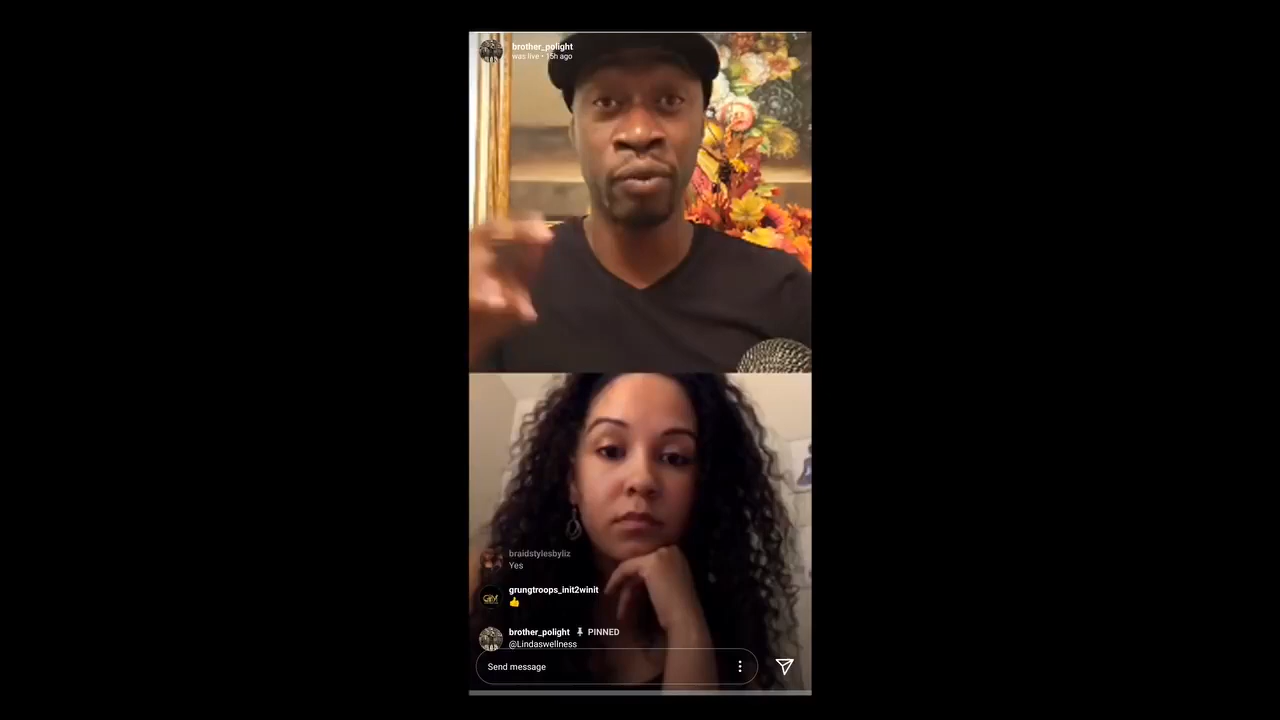 brother_polight
was live • 15h ago
braidstylesbyliz
Yes
grungtroops_init2winit
👍
brother_polight PINNED
@Lindaswellness
Send message